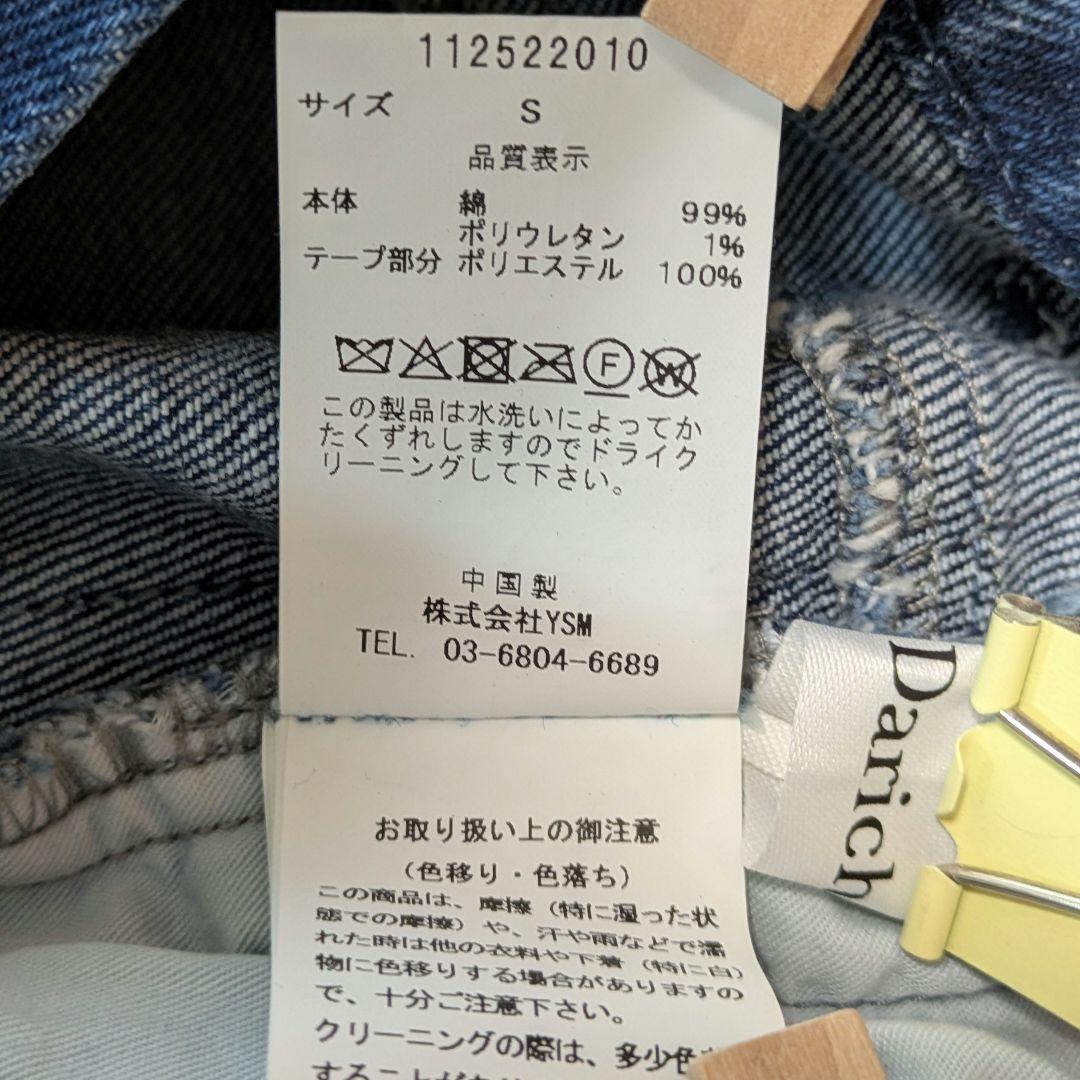 112522010
サイズ S
品質表示
本体 綿 99%
ポリウレタン 1%
テープ部分 ポリエステル 100%
F W
この製品は水洗いによってか
たくずれしますのでドライク
リーニングして下さい。
中国製
株式会社YSM
TEL. 03-6804-6689
Darich
お取り扱い上の御注意
（色移り・色落ち）
この商品は、摩擦（特に湿った状
態での摩擦）や、汗や雨などで濡
れた時は他の衣料や下着（特に白）
物に色移りする場合がありますの
で、十分ご注意下さい。
クリーニングの際は、多少色
することが